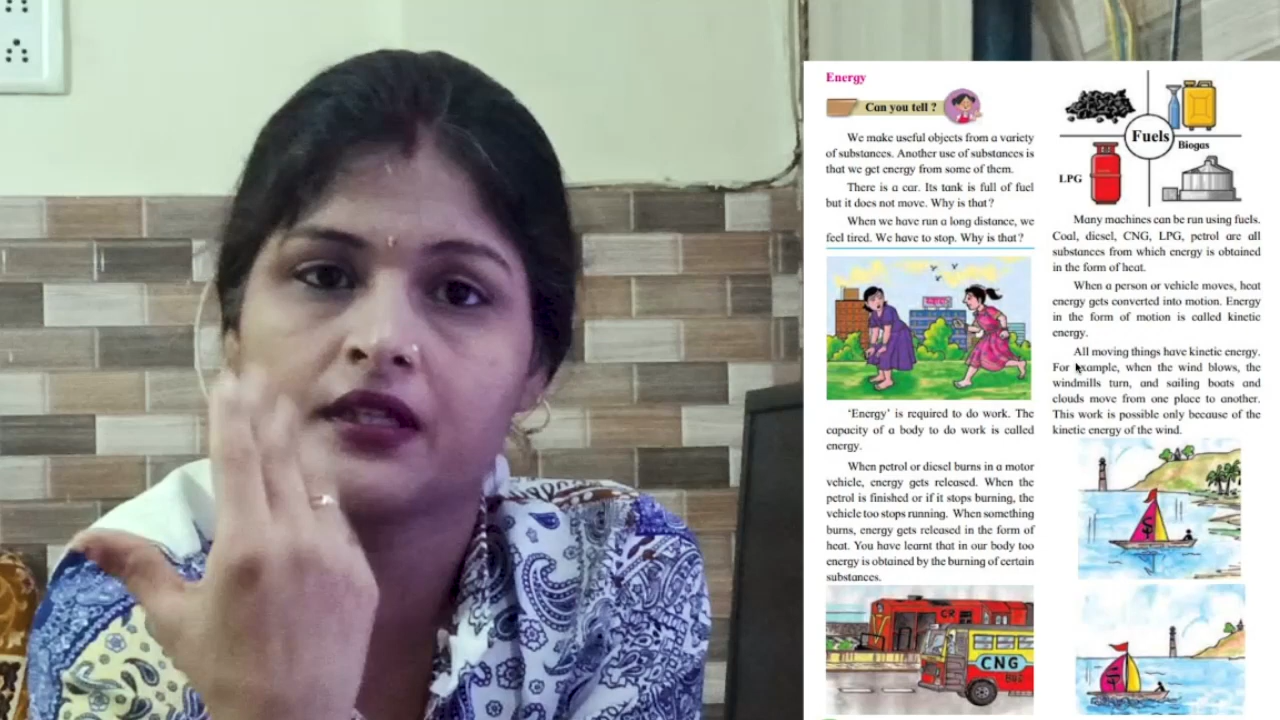 Energy
Can you tell ?
We make useful objects from a variety
of substances. Another use of substances is
that we get energy from some of them.
There is a car. Its tank is full of fuel
but it does not move. Why is that ?
When we have run a long distance, we
feel tired. We have to stop. Why is that ?
‘Energy’ is required to do work. The
capacity of a body to do work is called
energy.
When petrol or diesel burns in a motor
vehicle, energy gets released. When the
petrol is finished or if it stops burning, the
vehicle too stops running. When something
burns, energy gets released in the form of
heat. You have learnt that in our body too
energy is obtained by the burning of certain
substances.
CR
CNG
BUS
Fuels
Biogas
LPG
Many machines can be run using fuels.
Coal, diesel, CNG, LPG, petrol are all
substances from which energy is obtained
in the form of heat.
When a person or vehicle moves, heat
energy gets converted into motion. Energy
in the form of motion is called kinetic
energy.
All moving things have kinetic energy.
For example, when the wind blows, the
windmills turn, and sailing boats and
clouds move from one place to another.
This work is possible only because of the
kinetic energy of the wind.